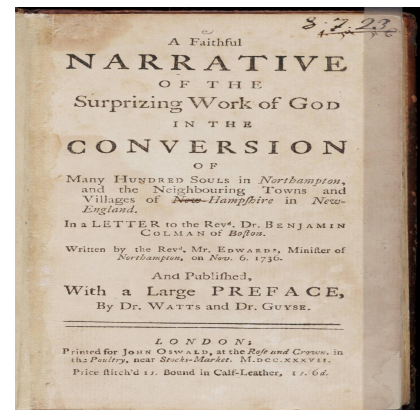 8.7.23
A Faithful
NARRATIVE
OF THE
Surprizing Work of GOD
IN THE
CONVERSION
OF
Many HUNDRED SOULS in Northampton,
and the Neighbouring Towns and
Villages of New-Hampshire in New-
England.
In a LETTER to the Revd. Dr. BENJAMIN
COLMAN of Boston.
Written by the Revd. Mr. EDWARDS, Minister of
Northampton, on Nov. 6. 1736.
And Published,
With a Large PREFACE,
By Dr. WATTS and Dr. GUYSE.
LONDON;
Printed for JOHN OSWALD, at the Rose and Crown, in
the Poultry, near Stocks-Market. M.DCC.XXXVII.
Price stitch'd 1s. Bound in Calf-Leather, 1s. 6d.